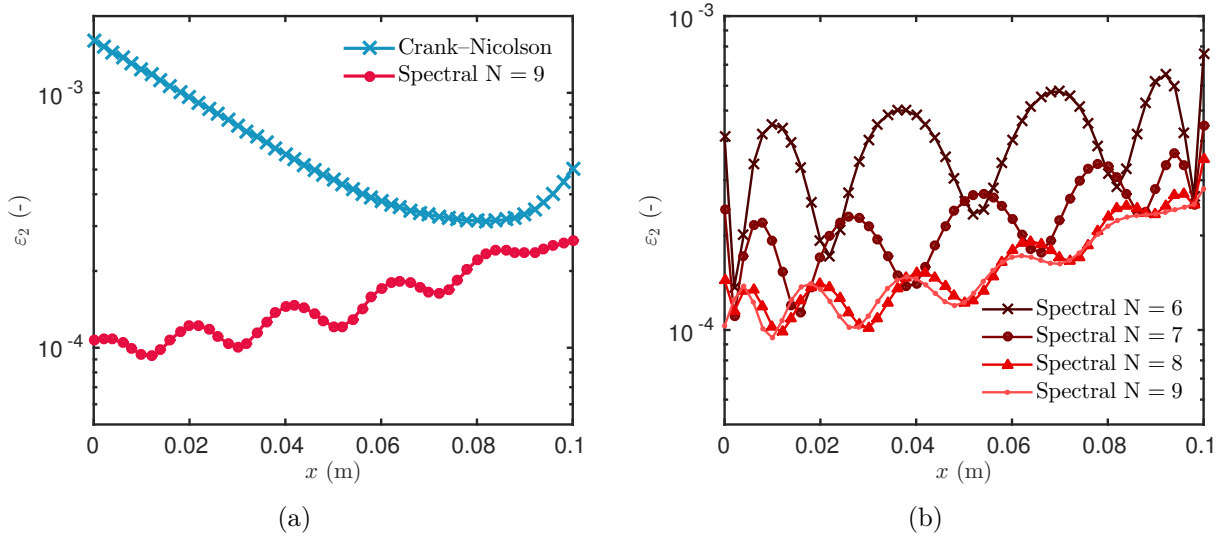 10⁻³
10⁻⁴
ε₂ (-)
Crank–Nicolson
Spectral N = 9
0 0.02 0.04 0.06 0.08 0.1
x (m)
(a)
10⁻³
10⁻⁴
ε₂ (-)
Spectral N = 6
Spectral N = 7
Spectral N = 8
Spectral N = 9
0 0.02 0.04 0.06 0.08 0.1
x (m)
(b)